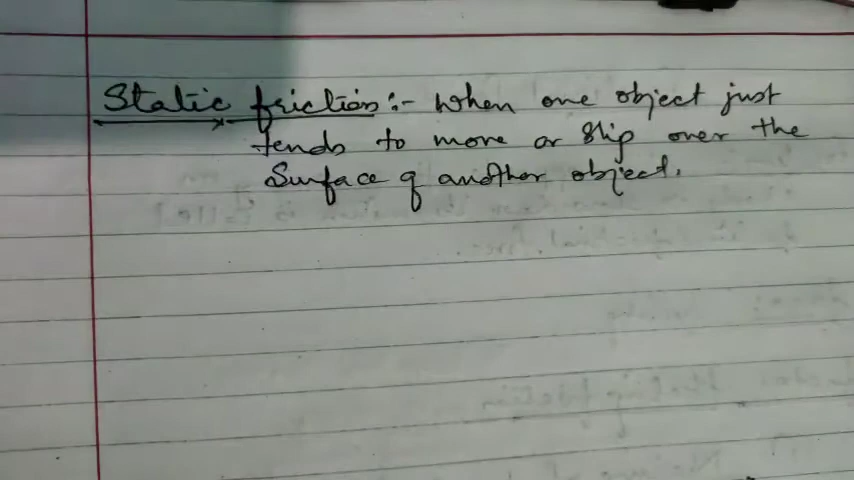 Static friction :- When one object just
tends to move or slip over the
Surface of another object.